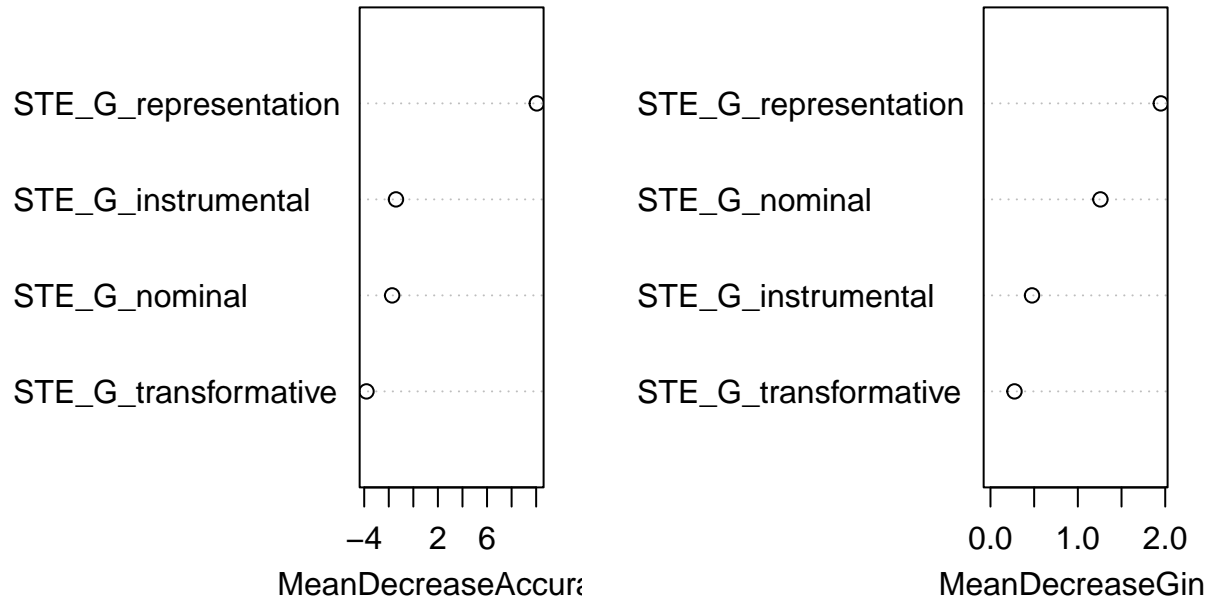 STE_G_representation
STE_G_instrumental
STE_G_nominal
STE_G_transformative
−4 2 6
MeanDecreaseAccura
STE_G_representation
STE_G_nominal
STE_G_instrumental
STE_G_transformative
0.0 1.0 2.0
MeanDecreaseGin